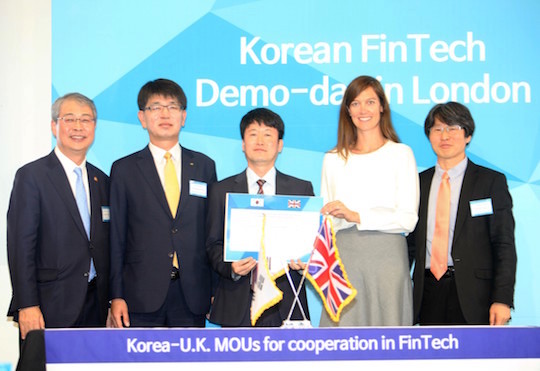 Korean FinTech
Demo-day in London
Korea-U.K. MOUs for cooperation in FinTech